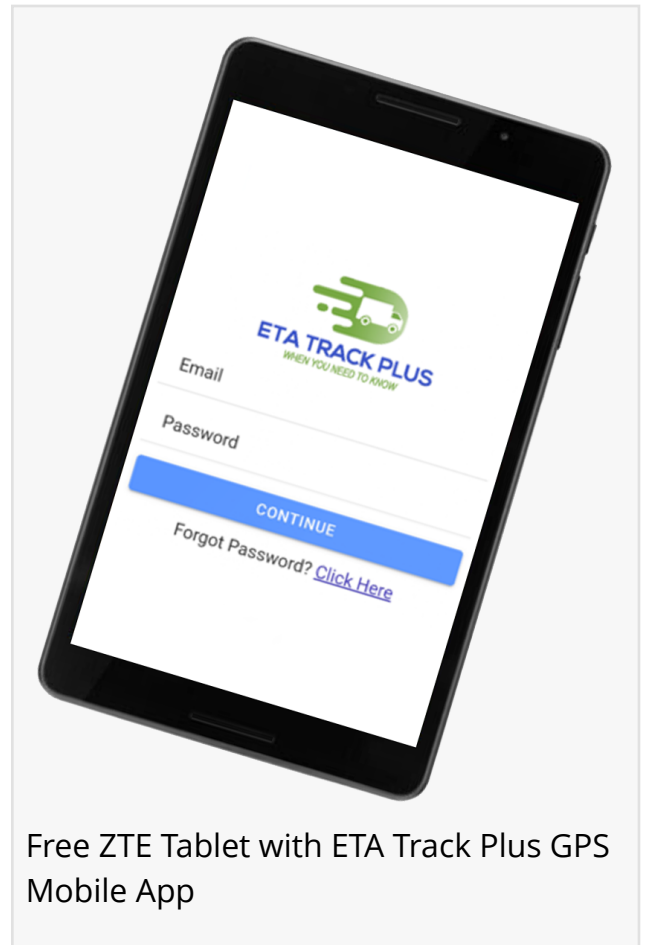 ETA TRACK PLUS
WHEN YOU NEED TO KNOW
Email
Password
CONTINUE
Forgot Password? Click Here
Free ZTE Tablet with ETA Track Plus GPS
Mobile App